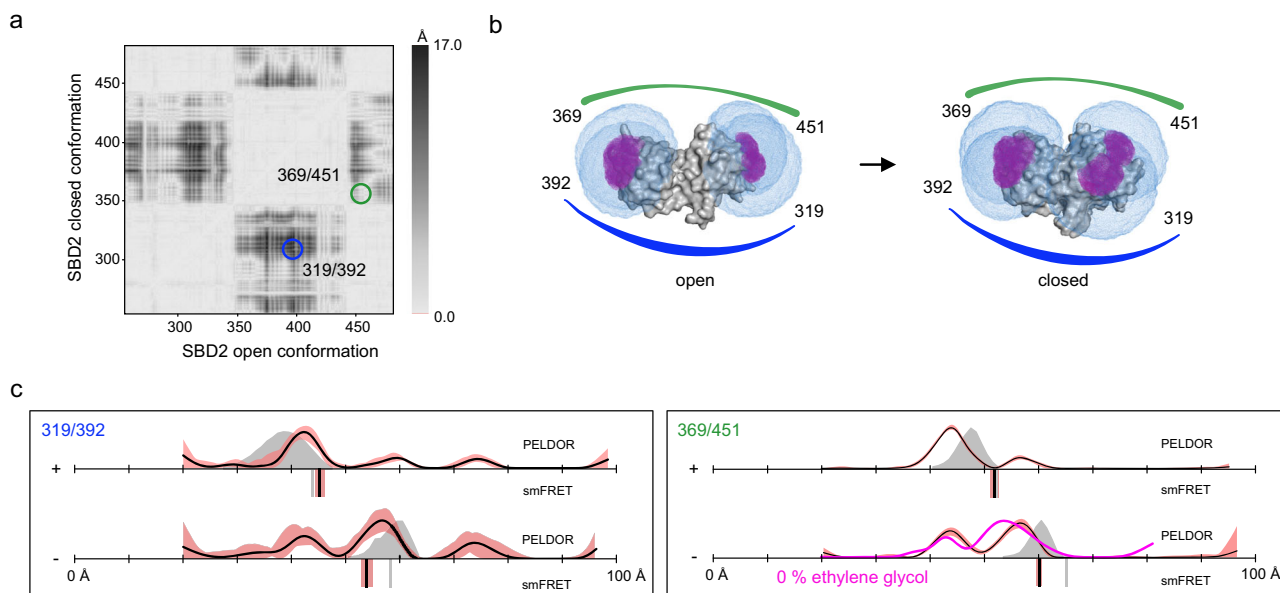 a
b
Å
17.0
450
400
350
300
369/451
319/392
0.0
300
350
400
450
SBD2 closed conformation
SBD2 open conformation
369
451
392
319
open
369
451
392
319
closed
c
319/392
PELDOR
+
smFRET
PELDOR
-
0 Å
smFRET
100 Å
369/451
PELDOR
+
smFRET
PELDOR
-
0 Å
0 % ethylene glycol
smFRET
100 Å